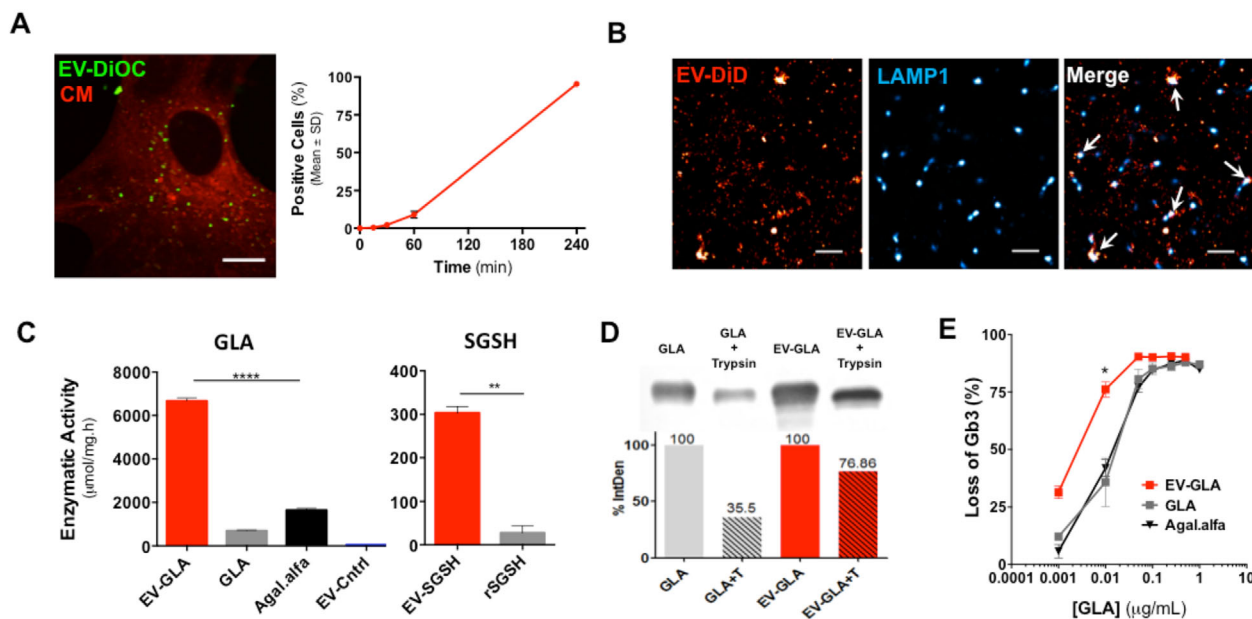 A
EV-DiOC
CM
Positive Cells (%)
(Mean ± SD)
100
75
50
25
0
0 60 120 180 240
Time (min)
B
EV-DiD
LAMP1
Merge
C
GLA
Enzymatic Activity
(μmol/mg.h)
8000
6000
4000
2000
0
****
EV-GLA
GLA
Agal.alfa
EV-Cntrl
SGSH
400
300
200
100
0
**
EV-SGSH
rSGSH
D
GLA
GLA
+
Trypsin
EV-GLA
EV-GLA
+
Trypsin
% IntDen
100
50
0
100
35.5
100
76.86
GLA
GLA+T
EV-GLA
EV-GLA+T
E
Loss of Gb3 (%)
100
75
50
25
0
*
EV-GLA
GLA
Agal.alfa
0.0001 0.001 0.01 0.1 1 10
[GLA] (μg/mL)